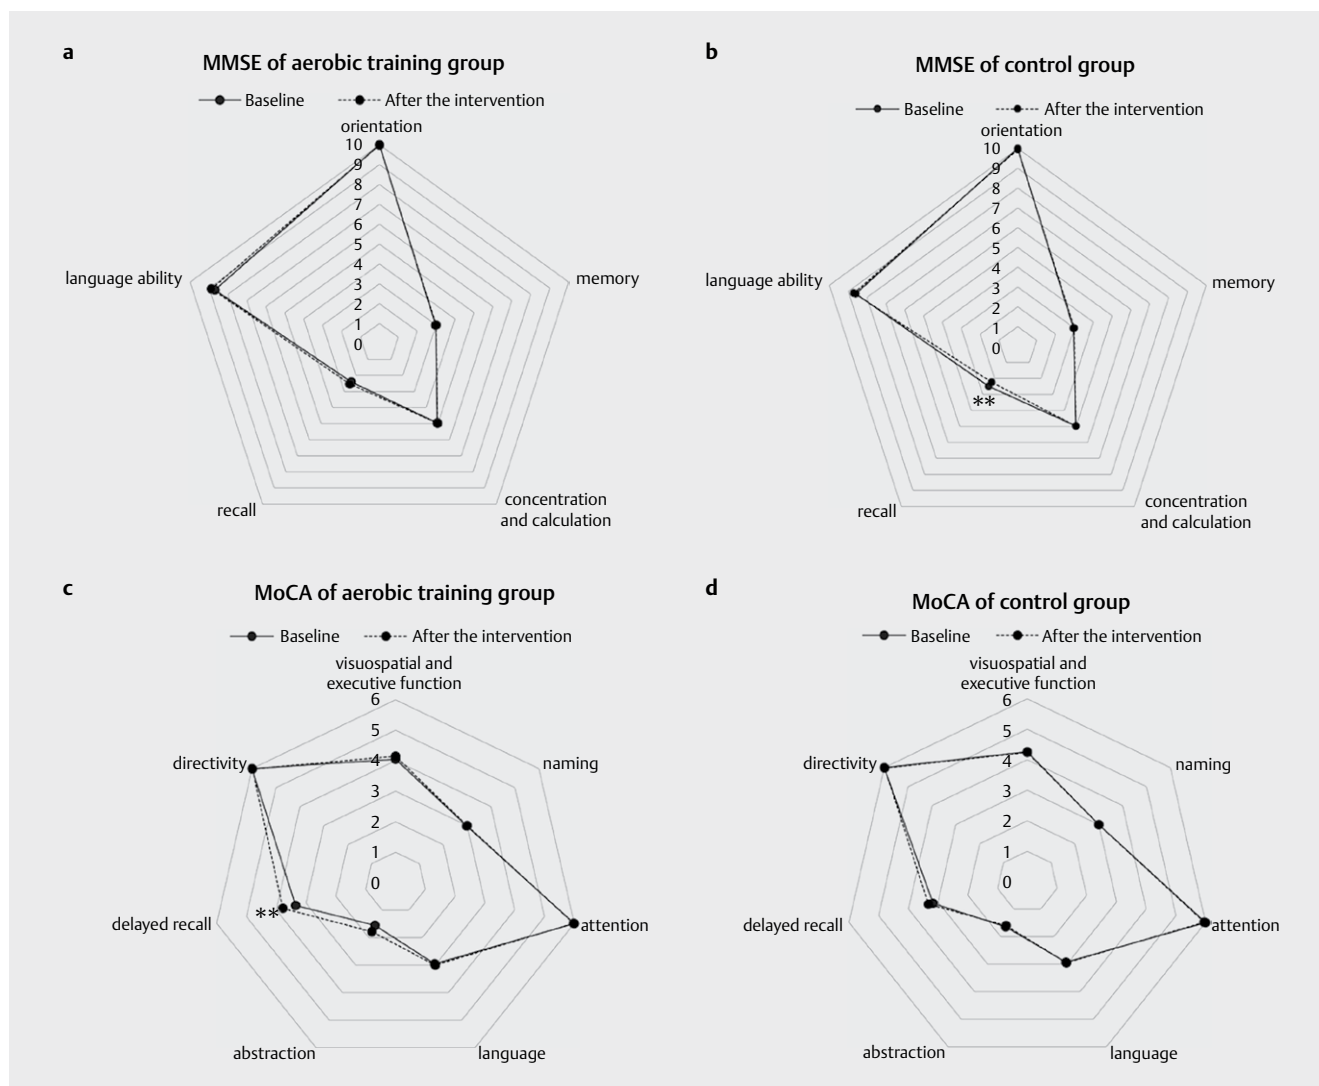 a
MMSE of aerobic training group
Baseline After the intervention
orientation
10
9
8
7
6
5
4
3
2
1
0
language ability
memory
recall
concentration
and calculation
b
MMSE of control group
Baseline After the intervention
orientation
10
9
8
7
6
5
4
3
2
1
0
language ability
memory
**
recall
concentration
and calculation
c
MoCA of aerobic training group
Baseline After the intervention
visuospatial and
executive function
6
5
4
3
2
1
0
directivity
naming
**
delayed recall
attention
abstraction
language
d
MoCA of control group
Baseline After the intervention
visuospatial and
executive function
6
5
4
3
2
1
0
directivity
naming
delayed recall
attention
abstraction
language